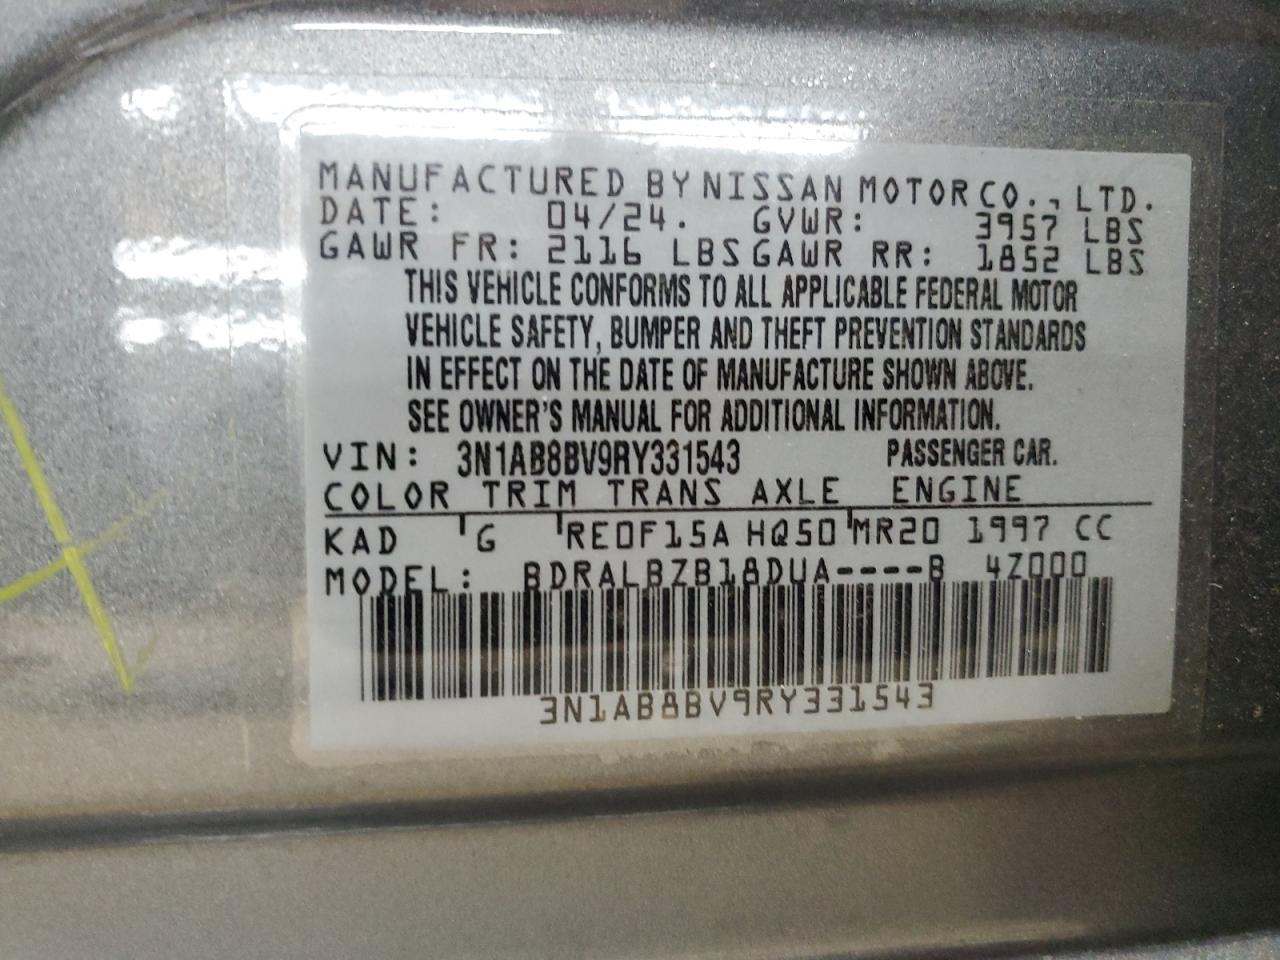 MANUFACTURED BY NISSAN MOTOR CO., LTD.
DATE: 04/24. GVWR: 3957 LBS
GAWR FR: 2116 LBS GAWR RR: 1852 LBS
THIS VEHICLE CONFORMS TO ALL APPLICABLE FEDERAL MOTOR
VEHICLE SAFETY, BUMPER AND THEFT PREVENTION STANDARDS
IN EFFECT ON THE DATE OF MANUFACTURE SHOWN ABOVE.
SEE OWNER'S MANUAL FOR ADDITIONAL INFORMATION.
VIN: 3N1AB8BV9RY331543 PASSENGER CAR.
COLOR TRIM TRANS AXLE ENGINE
KAD G RE0F15A HQ50 MR20 1997 CC
MODEL: BDRALBZB18DUA----B 4Z000
3N1AB8BV9RY331543